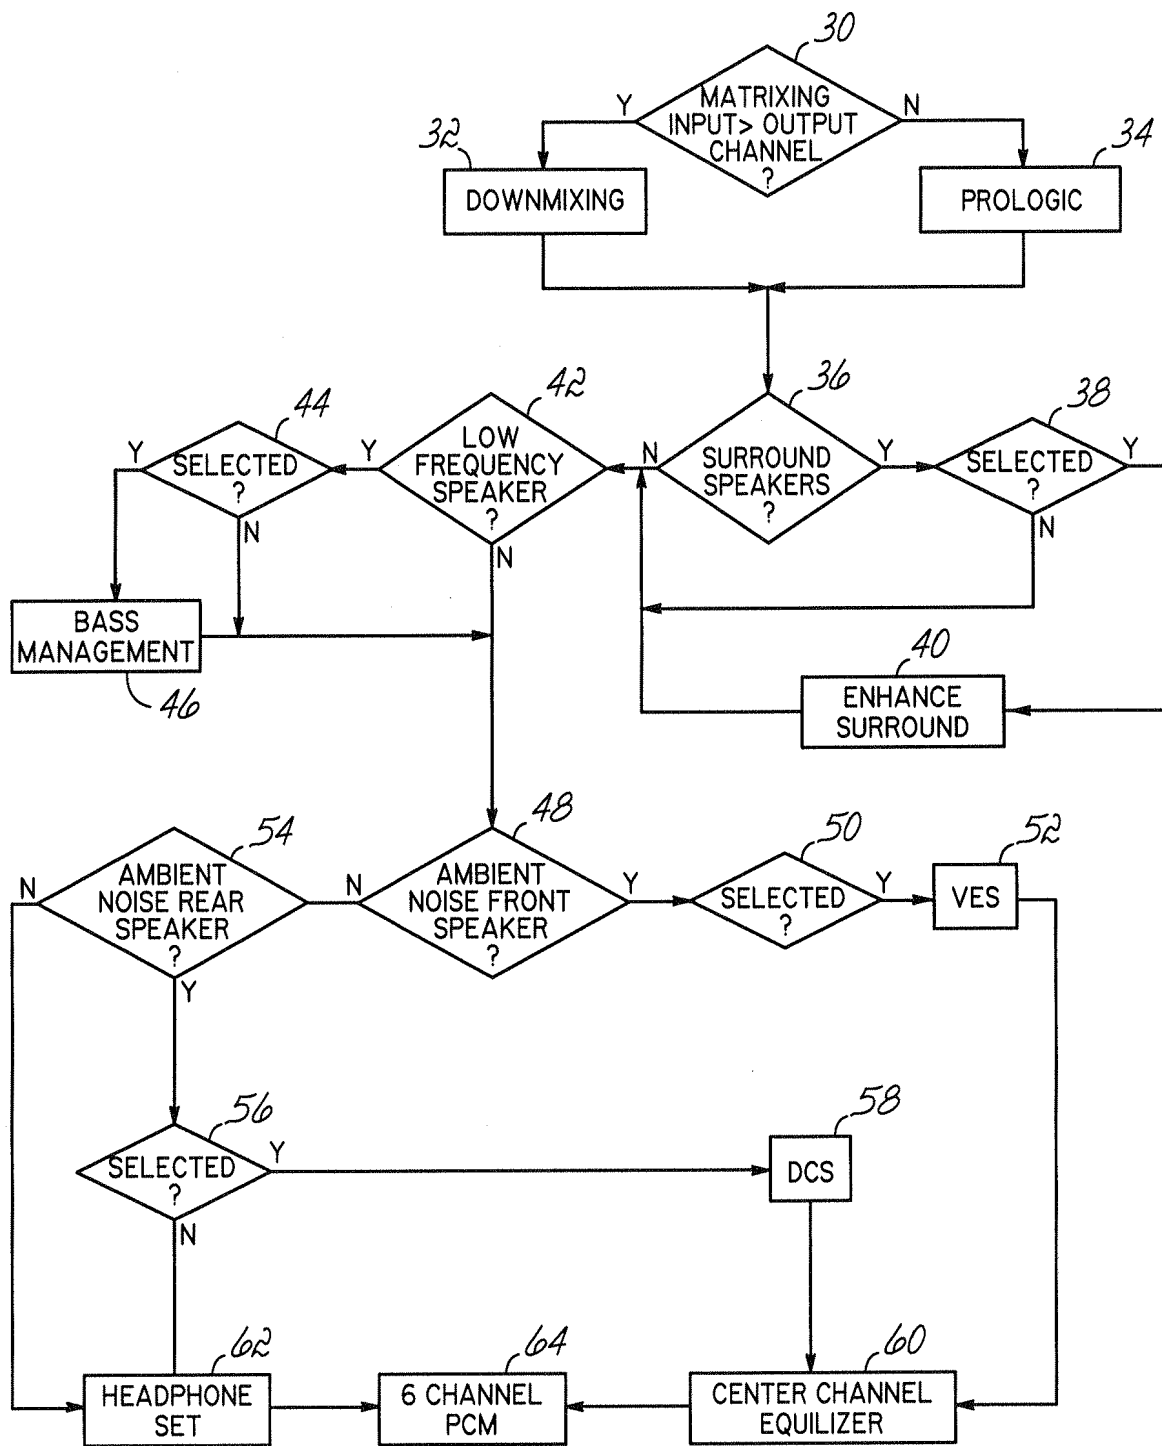 30
MATRIXING
INPUT> OUTPUT
CHANNEL
?
Y
N
32
DOWNMIXING
34
PROLOGIC
36
SURROUND
SPEAKERS
?
N
Y
38
SELECTED
?
Y
N
40
ENHANCE
SURROUND
42
LOW
FREQUENCY
SPEAKER
?
Y
N
44
SELECTED
?
Y
N
BASS
MANAGEMENT
46
48
AMBIENT
NOISE FRONT
SPEAKER
?
N
Y
50
SELECTED
?
Y
52
VES
54
AMBIENT
NOISE REAR
SPEAKER
?
N
Y
56
SELECTED
?
Y
N
58
DCS
60
CENTER CHANNEL
EQUILIZER
62
HEADPHONE
SET
64
6 CHANNEL
PCM